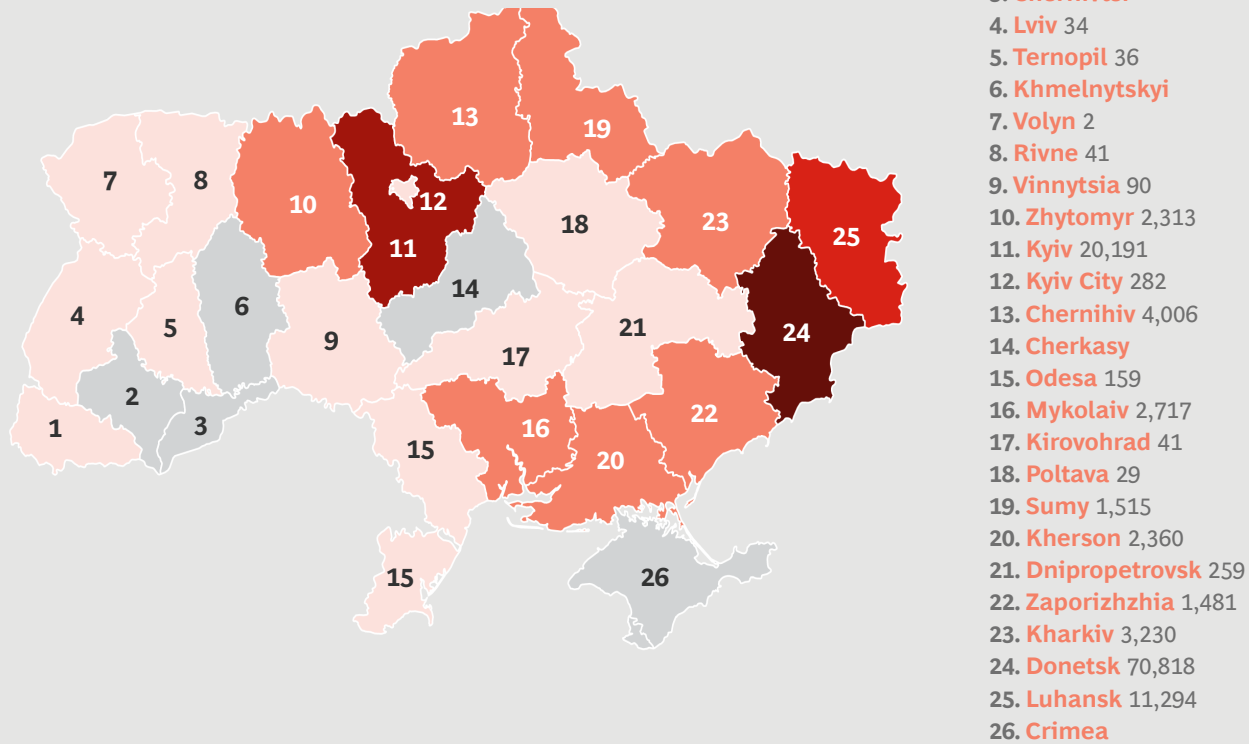 4. Lviv 34
5. Ternopil 36
6. Khmelnytskyi
7. Volyn 2
8. Rivne 41
9. Vinnytsia 90
10. Zhytomyr 2,313
11. Kyiv 20,191
12. Kyiv City 282
13. Chernihiv 4,006
14. Cherkasy
15. Odesa 159
16. Mykolaiv 2,717
17. Kirovohrad 41
18. Poltava 29
19. Sumy 1,515
20. Kherson 2,360
21. Dnipropetrovsk 259
22. Zaporizhzhia 1,481
23. Kharkiv 3,230
24. Donetsk 70,818
25. Luhansk 11,294
26. Crimea
13
19
7
8
10
12
18
23
25
11
14
6
4
5
9
21
24
17
2
1
3
15
16
22
20
15
26